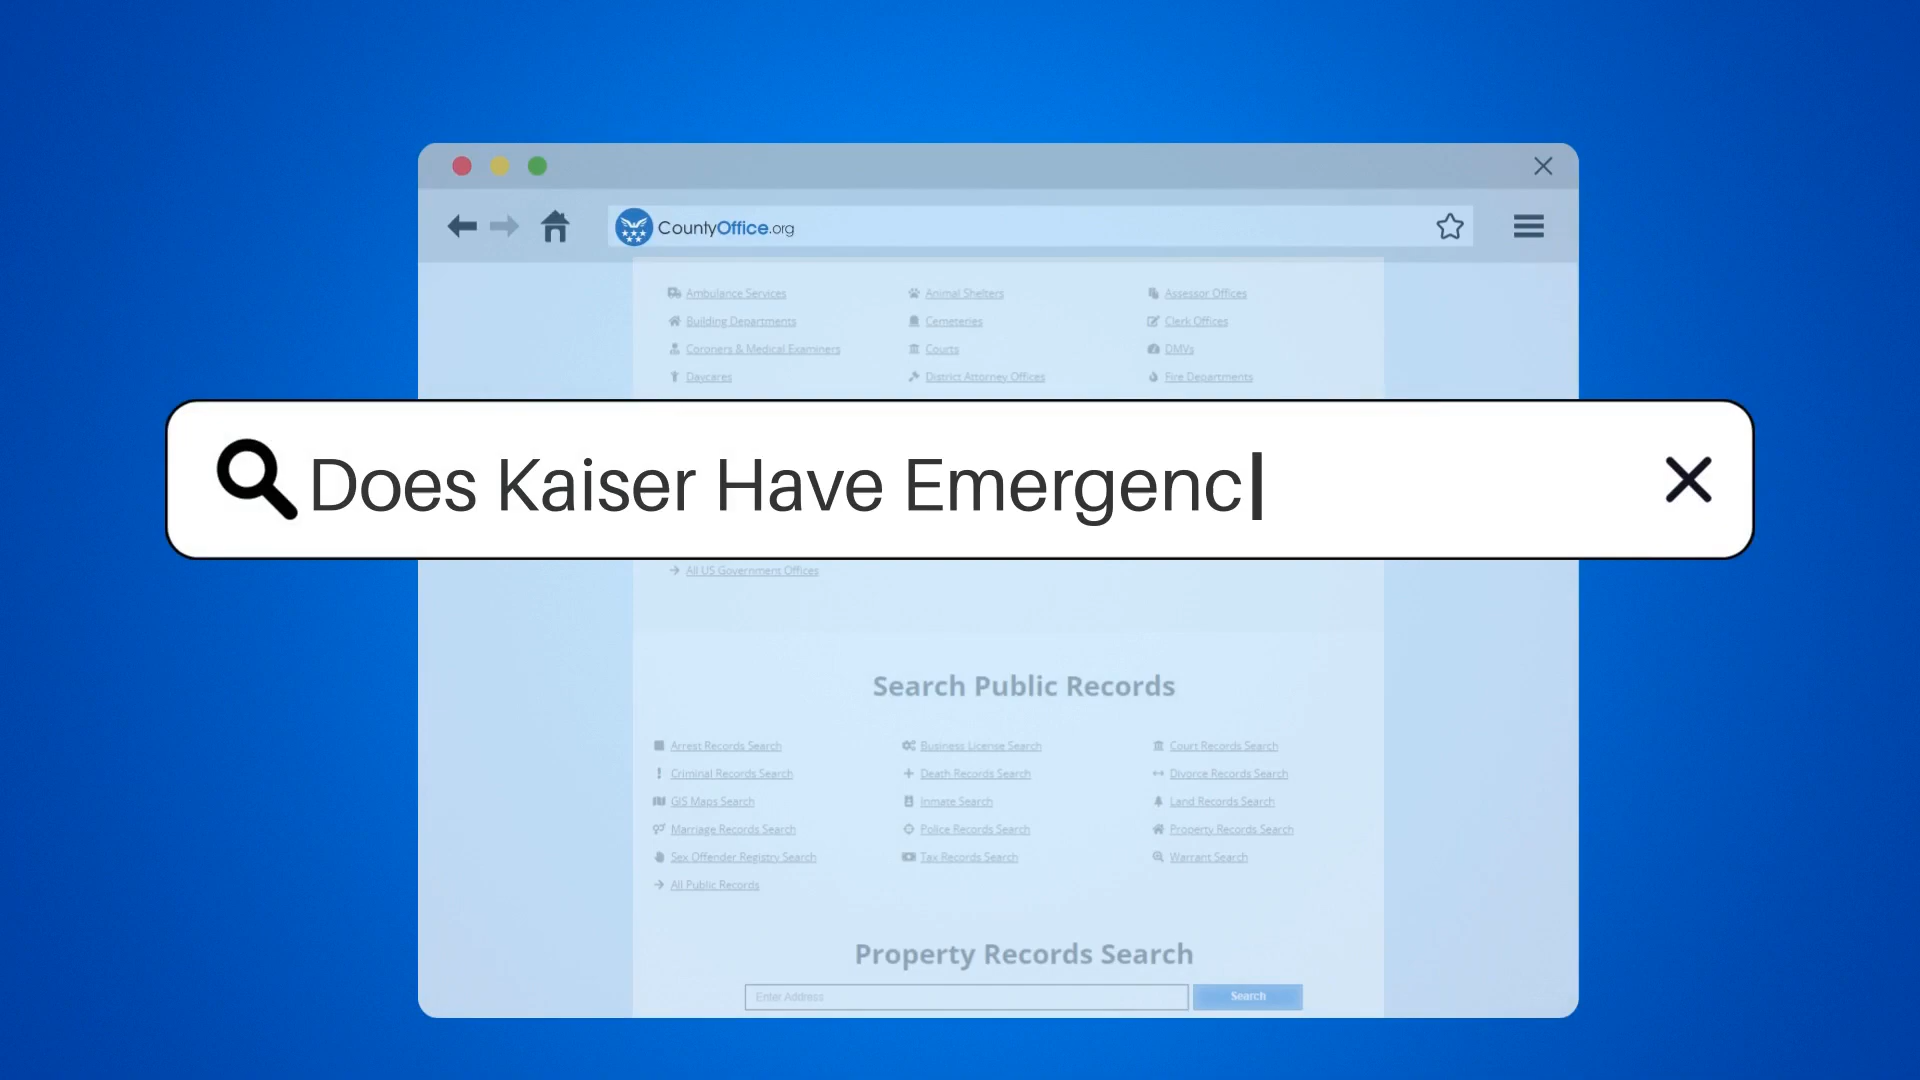 CountyOffice.org
Ambulance Services Animal Shelters Assessor Offices
Building Departments Cemeteries Clerk Offices
Coroners & Medical Examiners Courts DMVs
Daycares District Attorney Offices Fire Departments
Does Kaiser Have Emergenc
All US Government Offices
Search Public Records
Arrest Records Search Business License Search Court Records Search
Criminal Records Search Death Records Search Divorce Records Search
GIS Maps Search Inmate Search Land Records Search
Marriage Records Search Police Records Search Property Records Search
Sex Offender Registry Search Tax Records Search Warrant Search
All Public Records
Property Records Search
Enter Address Search